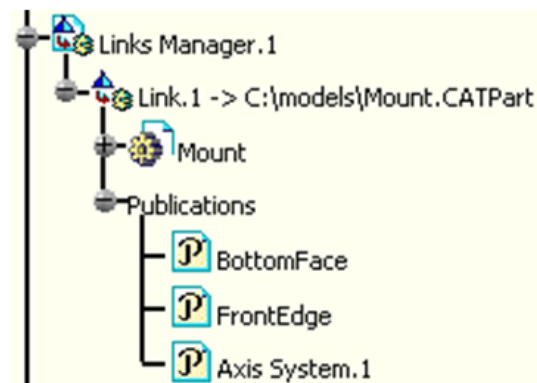 Links Manager.1
Link.1 -> C:\models\Mount.CATPart
Mount
Publications
BottomFace
FrontEdge
Axis System.1